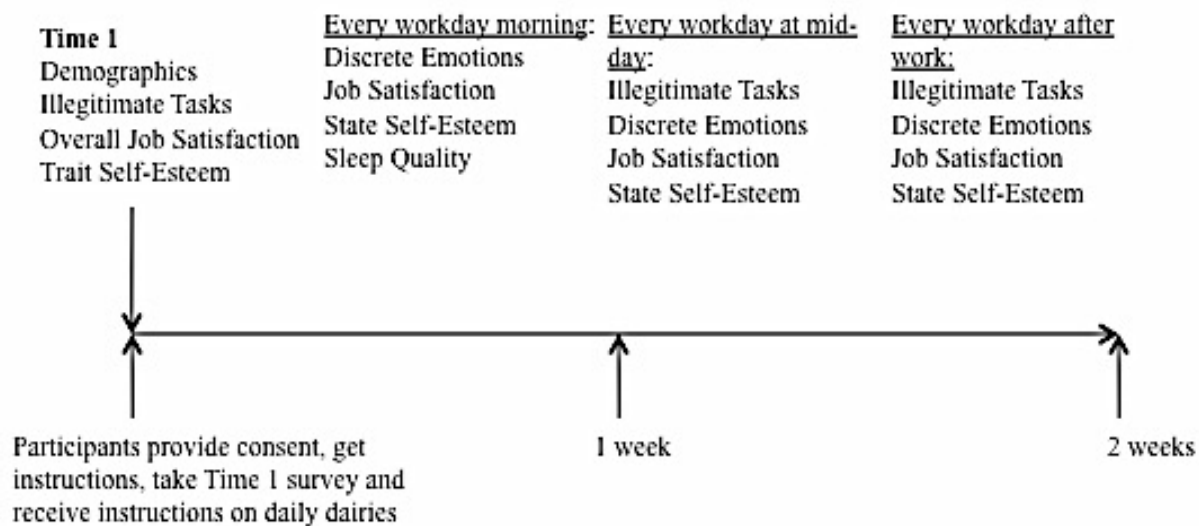 Time 1
Demographics
Illegitimate Tasks
Overall Job Satisfaction
Trait Self-Esteem
Every workday morning:
Discrete Emotions
Job Satisfaction
State Self-Esteem
Sleep Quality
Every workday at mid-
day:
Illegitimate Tasks
Discrete Emotions
Job Satisfaction
State Self-Esteem
Every workday after
work:
Illegitimate Tasks
Discrete Emotions
Job Satisfaction
State Self-Esteem
Participants provide consent, get
instructions, take Time 1 survey and
receive instructions on daily dairies
1 week
2 weeks